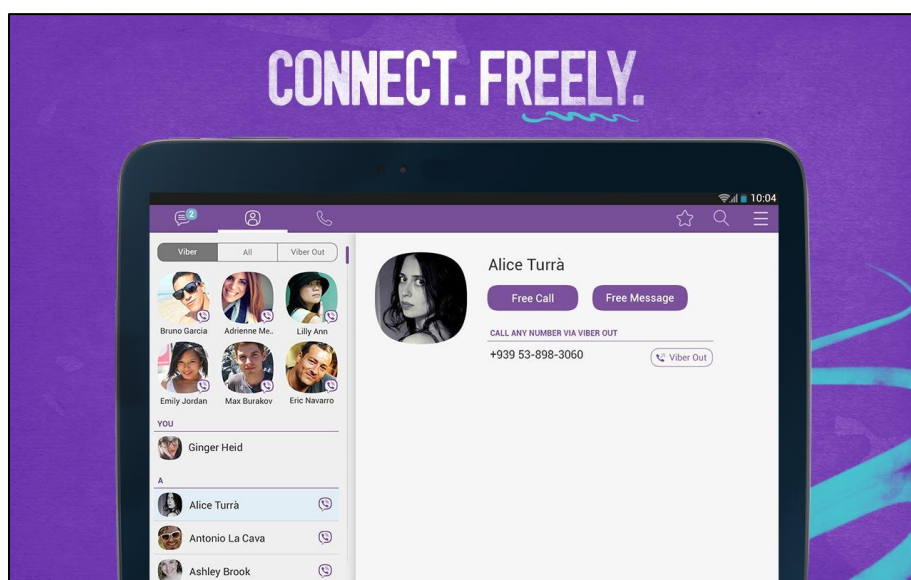 CONNECT. FREELY.
10:04
2
Viber All Viber Out
Bruno Garcia Adrienne Me.. Lilly Ann
Emily Jordan Max Burakov Eric Navarro
YOU
Ginger Heid
A
Alice Turrà
Antonio La Cava
Ashley Brook
Alice Turrà
Free Call Free Message
CALL ANY NUMBER VIA VIBER OUT
+939 53-898-3060 Viber Out